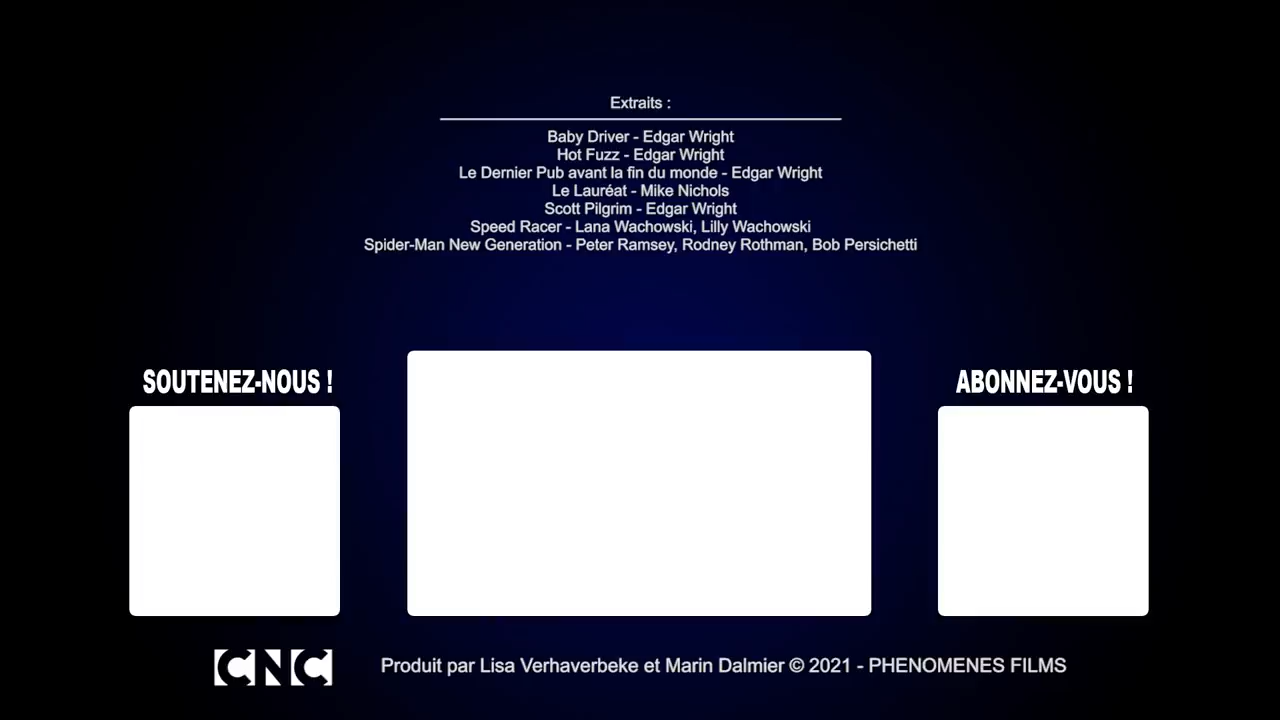 Extraits :
Baby Driver - Edgar Wright
Hot Fuzz - Edgar Wright
Le Dernier Pub avant la fin du monde - Edgar Wright
Le Lauréat - Mike Nichols
Scott Pilgrim - Edgar Wright
Speed Racer - Lana Wachowski, Lilly Wachowski
Spider-Man New Generation - Peter Ramsey, Rodney Rothman, Bob Persichetti
SOUTENEZ-NOUS !
ABONNEZ-VOUS !
CNC
Produit par Lisa Verhaverbeke et Marin Dalmier © 2021 - PHENOMENES FILMS